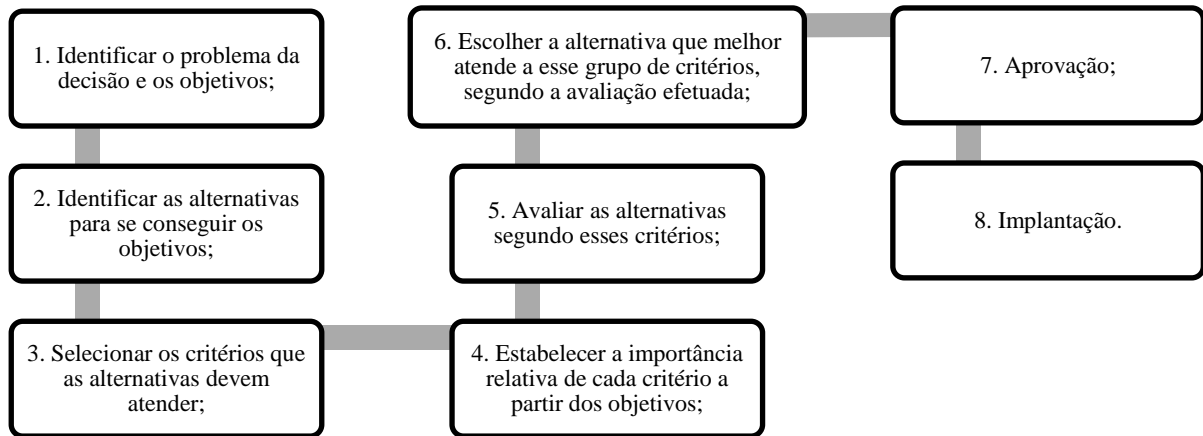 1. Identificar o problema da
decisão e os objetivos;
2. Identificar as alternativas
para se conseguir os
objetivos;
3. Selecionar os critérios que
as alternativas devem
atender;
4. Estabelecer a importância
relativa de cada critério a
partir dos objetivos;
5. Avaliar as alternativas
segundo esses critérios;
6. Escolher a alternativa que melhor
atende a esse grupo de critérios,
segundo a avaliação efetuada;
7. Aprovação;
8. Implantação.